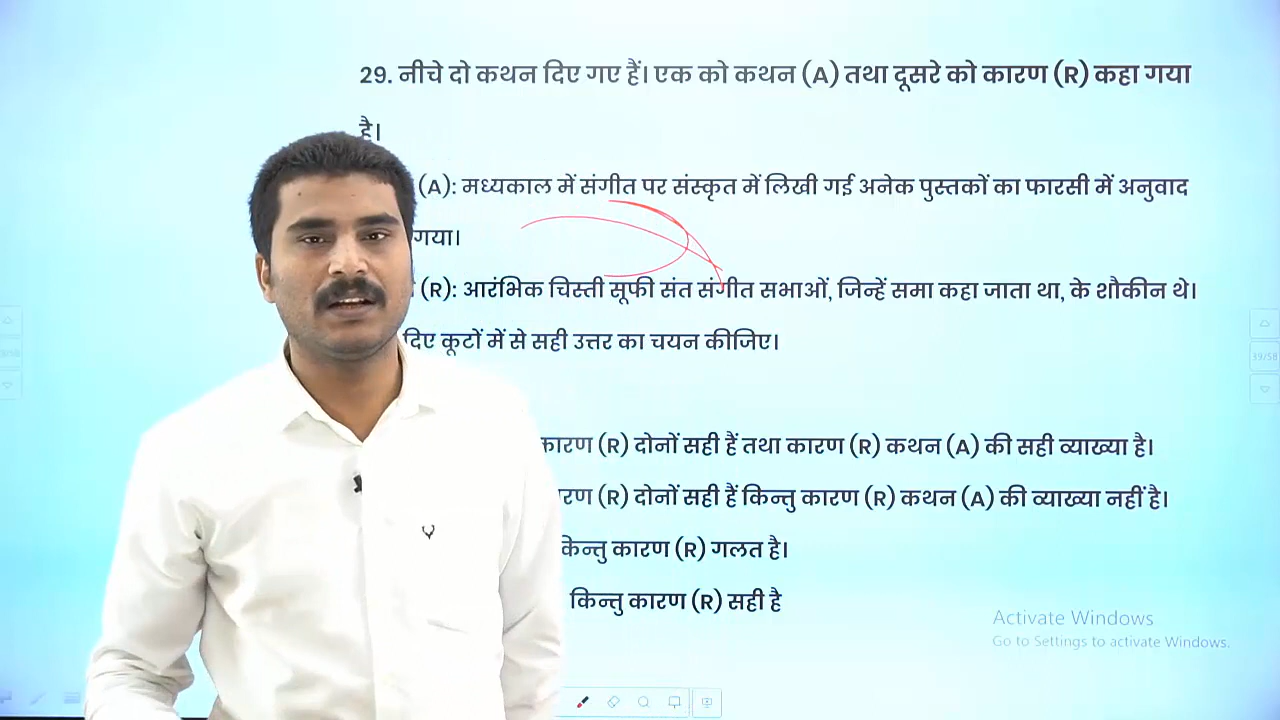 29. नीचे दो कथन दिए गए हैं। एक को कथन (A) तथा दूसरे को कारण (R) कहा गया
है।
(A): मध्यकाल में संगीत पर संस्कृत में लिखी गई अनेक पुस्तकों का फारसी में अनुवाद
गया।
(R): आरंभिक चिस्ती सूफी संत संगीत सभाओं, जिन्हें समा कहा जाता था, के शौकीन थे।
दिए कूटों में से सही उत्तर का चयन कीजिए।
कारण (R) दोनों सही हैं तथा कारण (R) कथन (A) की सही व्याख्या है।
(R) दोनों सही हैं किन्तु कारण (R) कथन (A) की व्याख्या नहीं है।
कारण (R) गलत है।
किन्तु कारण (R) सही है
Activate Windows
Go to Settings to activate Windows.
39/58